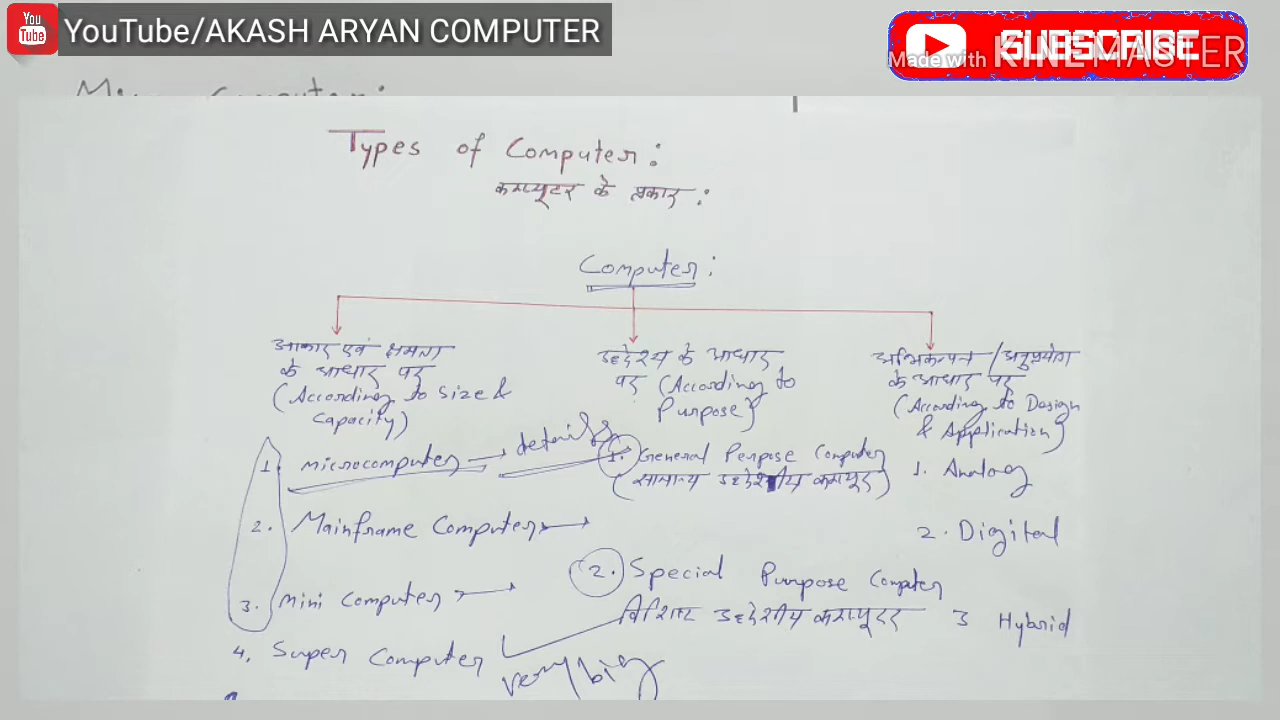 You Tube
YouTube/AKASH ARYAN COMPUTER
SUBSCRIBE
Made with KINEMASTER
Types of Computer:
कम्प्यूटर के प्रकार:
Computer:
आकार एवं क्षमता
के आधार पर
(According to Size &
Capacity)
1. microcomputer → details
2. Mainframe Computer →
3. Mini Computer →
4. Super Computer
very big
उद्देश्य के आधार
पर (According to
Purpose)
1. General Perpose Computer
(सामान्य उद्देशीय कम्प्यूटर)
2. Special Purpose Computer
विशिष्ट उद्देशीय कम्प्यूटर
अभिकल्पन/अनुप्रयोग
के आधार पर
(According to Design
& Application)
1. Analog
2. Digital
3 Hybrid